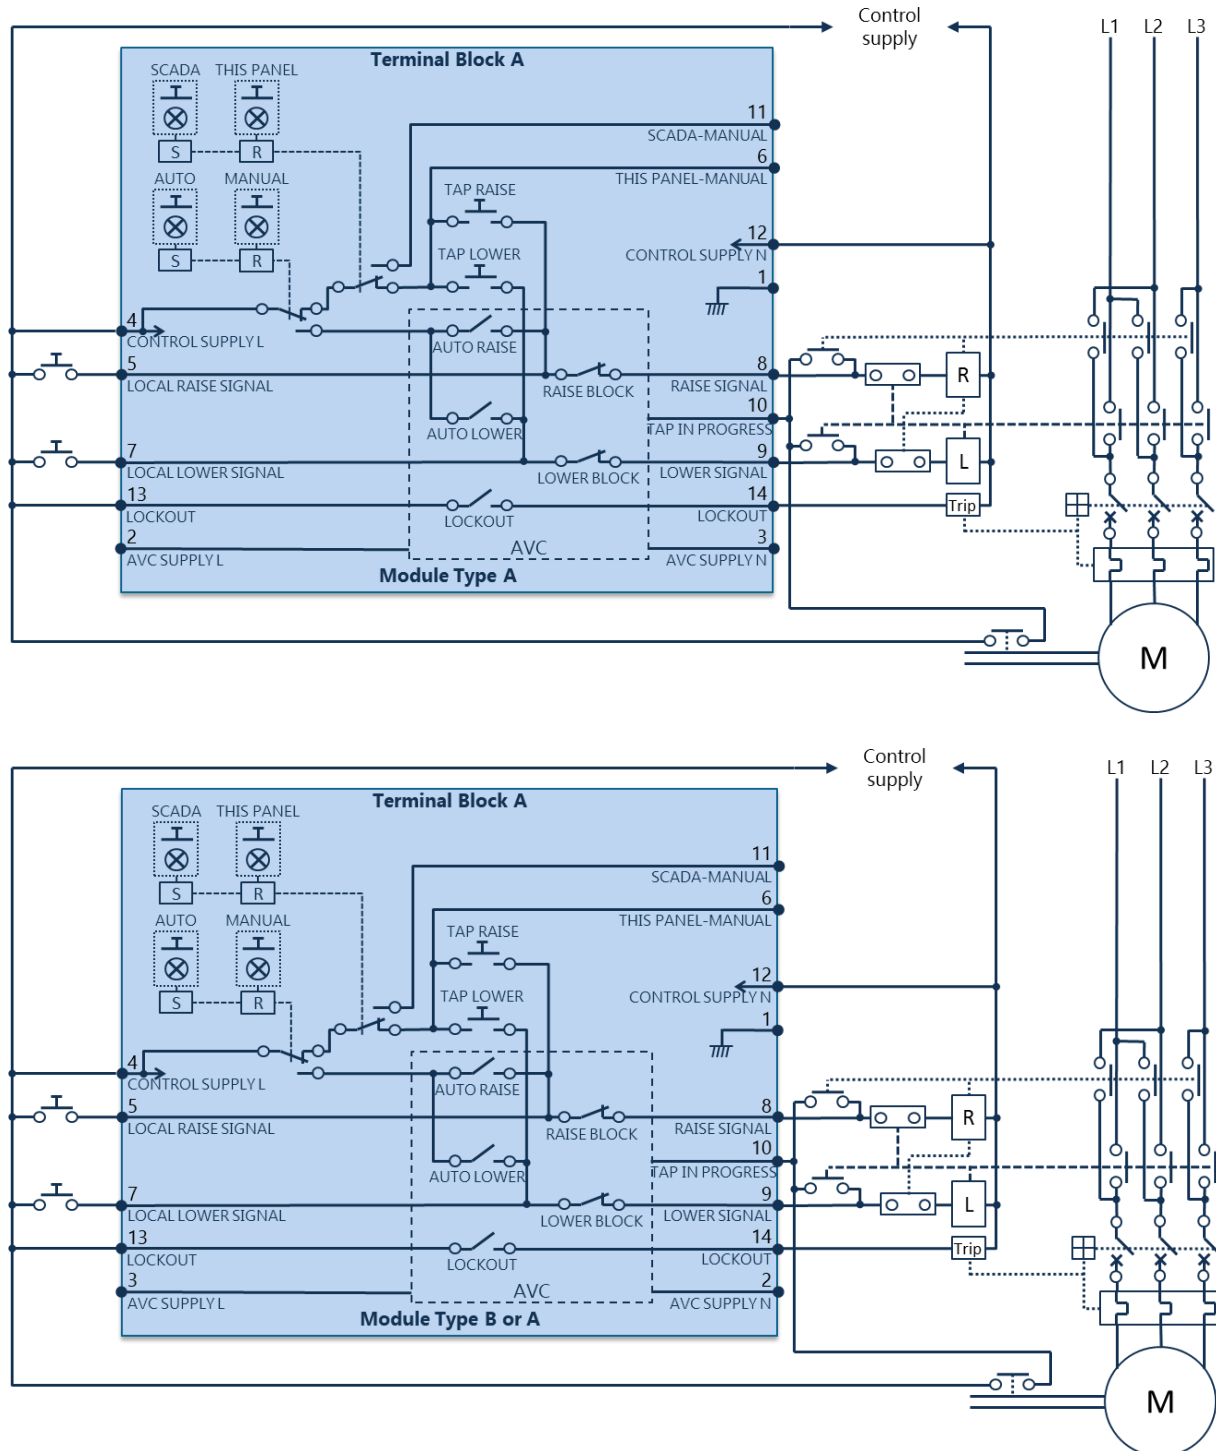 Control
supply
L1 L2 L3
Terminal Block A
SCADA THIS PANEL
11
SCADA-MANUAL
S R
6
THIS PANEL-MANUAL
AUTO MANUAL
TAP RAISE
12
CONTROL SUPPLY N
TAP LOWER
S R
1
4
CONTROL SUPPLY L
AUTO RAISE
5
LOCAL RAISE SIGNAL
RAISE BLOCK
8
RAISE SIGNAL
R
10
TAP IN PROGRESS
AUTO LOWER
7
LOCAL LOWER SIGNAL
LOWER BLOCK
9
LOWER SIGNAL
L
13
LOCKOUT
LOCKOUT
14
LOCKOUT
Trip
2
AVC SUPPLY L
AVC
3
AVC SUPPLY N
Module Type A
M
Control
supply
L1 L2 L3
Terminal Block A
SCADA THIS PANEL
11
SCADA-MANUAL
S R
6
THIS PANEL-MANUAL
AUTO MANUAL
TAP RAISE
12
CONTROL SUPPLY N
TAP LOWER
S R
1
4
CONTROL SUPPLY L
AUTO RAISE
5
LOCAL RAISE SIGNAL
RAISE BLOCK
8
RAISE SIGNAL
R
10
TAP IN PROGRESS
AUTO LOWER
7
LOCAL LOWER SIGNAL
LOWER BLOCK
9
LOWER SIGNAL
L
13
LOCKOUT
LOCKOUT
14
LOCKOUT
Trip
3
AVC SUPPLY L
AVC
2
AVC SUPPLY N
Module Type B or A
M